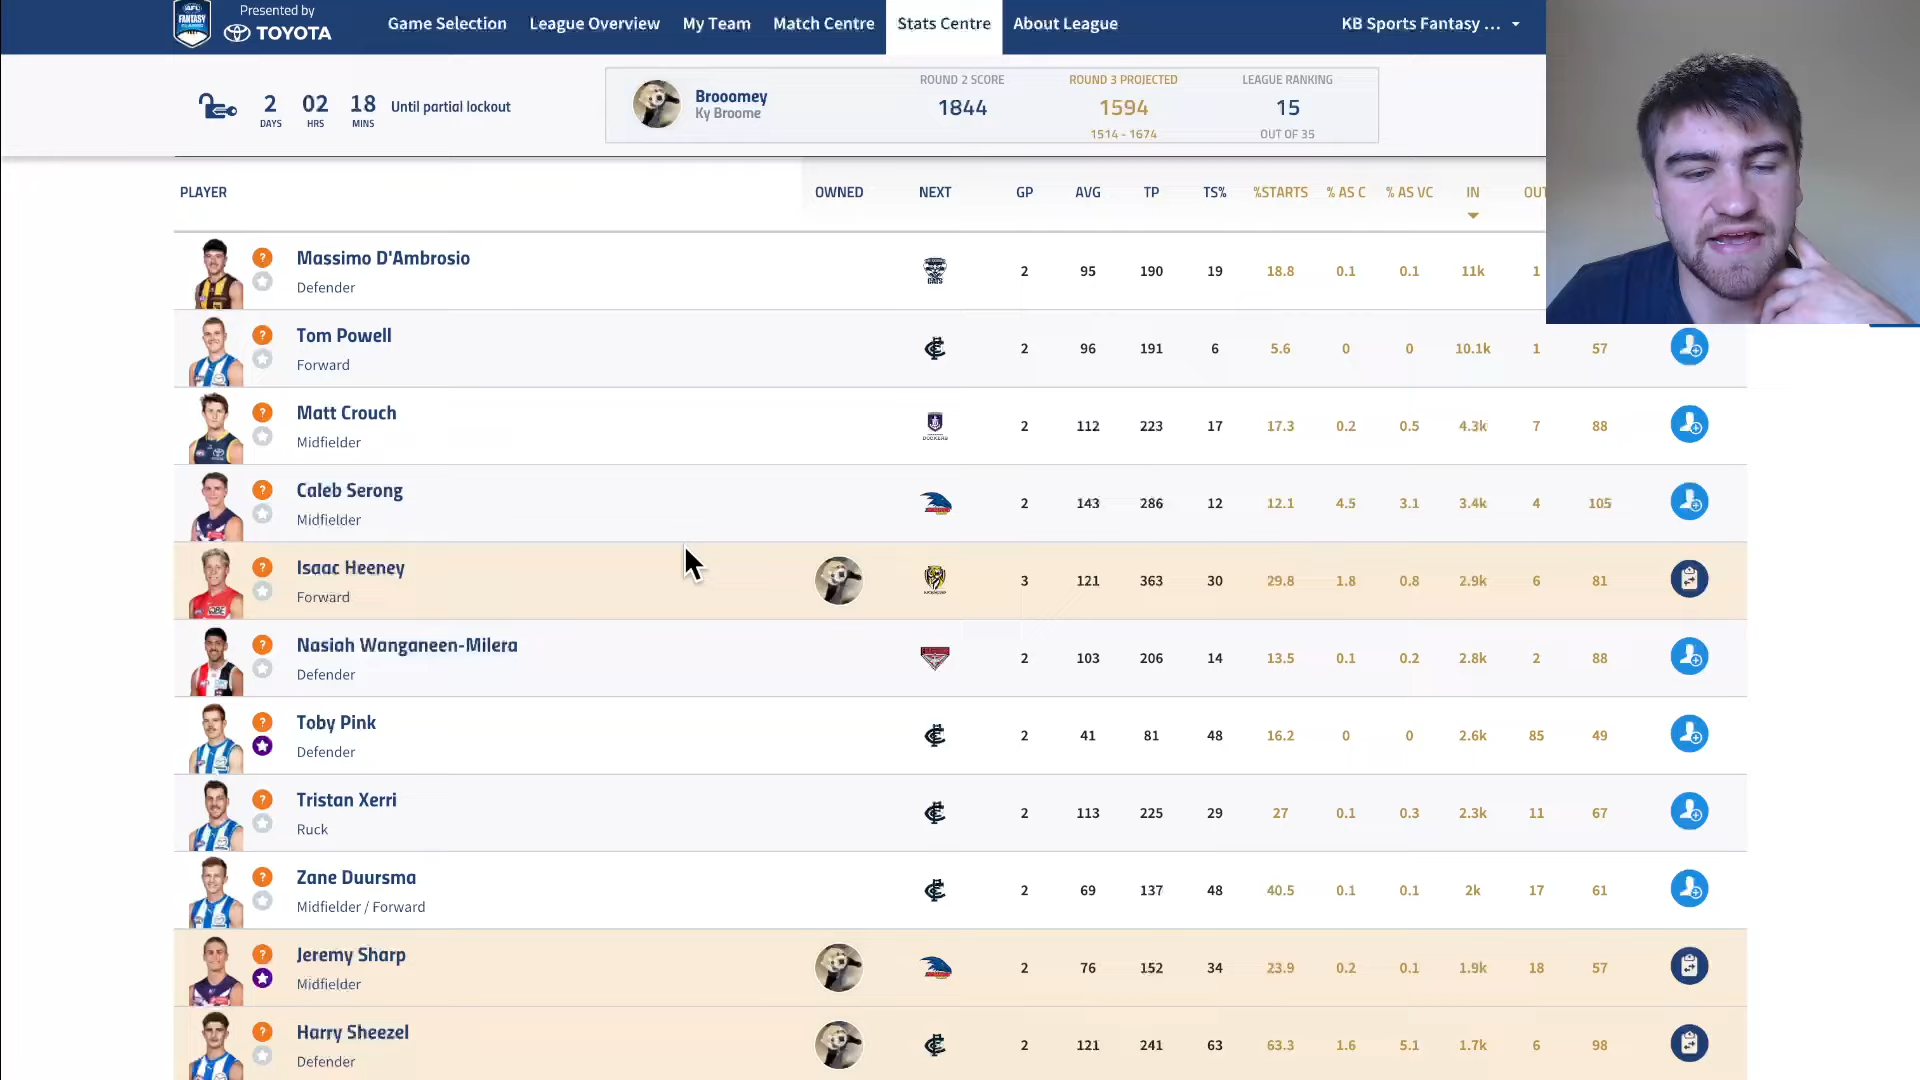 Presented by
TOYOTA
Game Selection
League Overview
My Team
Match Centre
Stats Centre
About League
KB Sports Fantasy ...
2 DAYS
02 HRS
18 MINS
Until partial lockout
Brooomey
Ky Broome
ROUND 2 SCORE
1844
ROUND 3 PROJECTED
1594
1514 - 1674
LEAGUE RANKING
15
OUT OF 35
PLAYER OWNED NEXT GP AVG TP TS% %STARTS % AS C % AS VC IN OUT
Massimo D'Ambrosio
Defender
2 95 190 19 18.8 0.1 0.1 11k 1
Tom Powell
Forward
2 96 191 6 5.6 0 0 10.1k 1 57
Matt Crouch
Midfielder
2 112 223 17 17.3 0.2 0.5 4.3k 7 88
Caleb Serong
Midfielder
2 143 286 12 12.1 4.5 3.1 3.4k 4 105
Isaac Heeney
Forward
3 121 363 30 29.8 1.8 0.8 2.9k 6 81
Nasiah Wanganeen-Milera
Defender
2 103 206 14 13.5 0.1 0.2 2.8k 2 88
Toby Pink
Defender
2 41 81 48 16.2 0 0 2.6k 85 49
Tristan Xerri
Ruck
2 113 225 29 27 0.1 0.3 2.3k 11 67
Zane Duursma
Midfielder / Forward
2 69 137 48 40.5 0.1 0.1 2k 17 61
Jeremy Sharp
Midfielder
2 76 152 34 23.9 0.2 0.1 1.9k 18 57
Harry Sheezel
Defender
2 121 241 63 63.3 1.6 5.1 1.7k 6 98